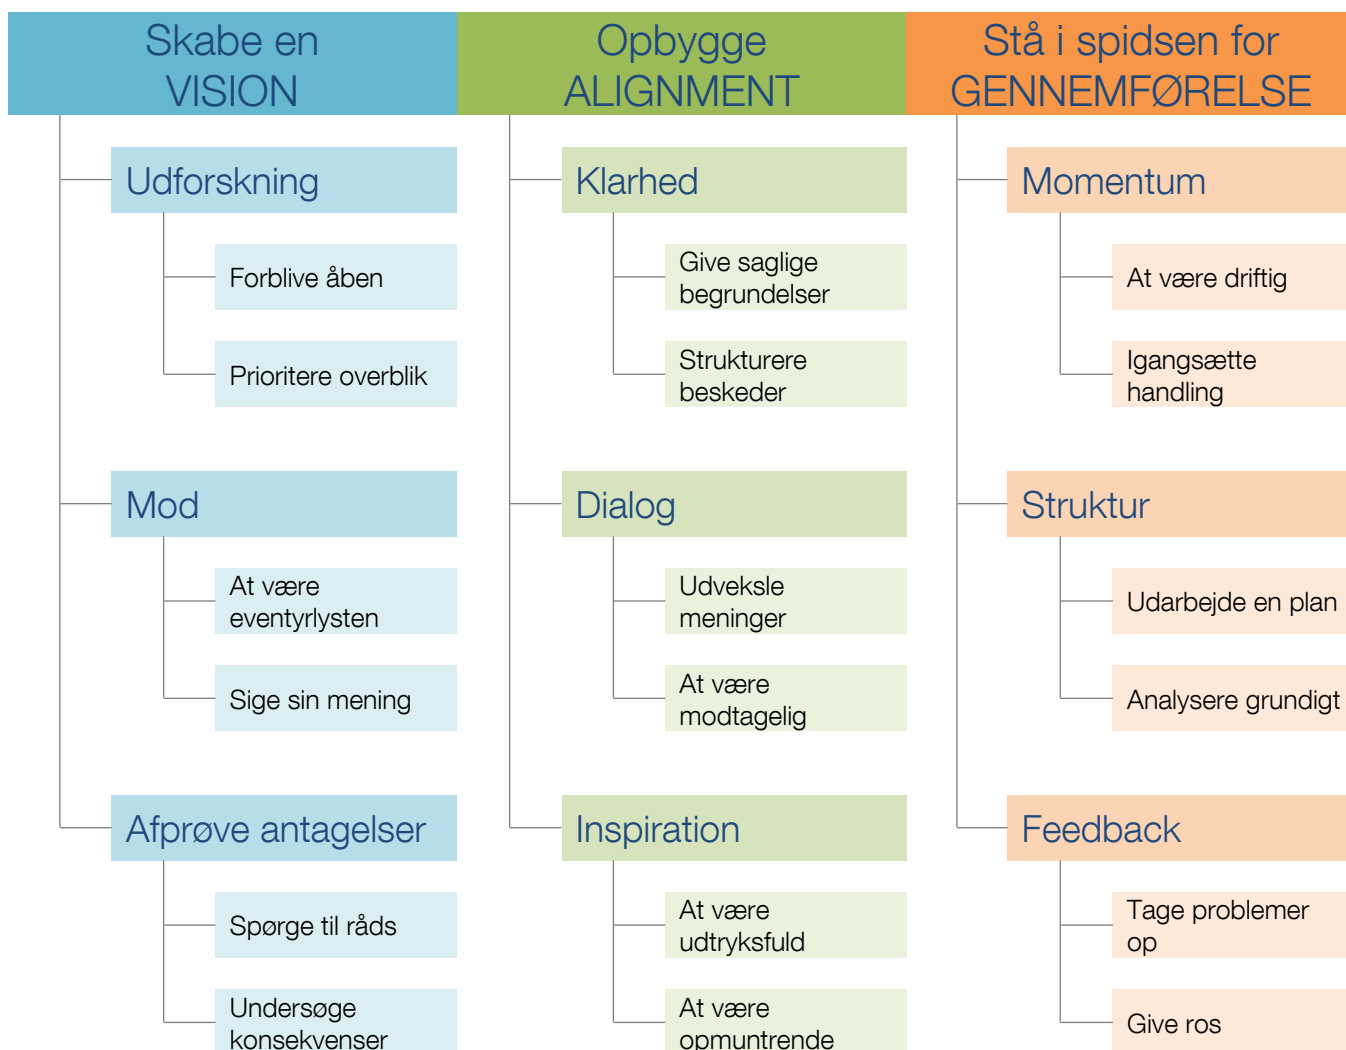 Skabe en
VISION
Udforskning
Forblive åben
Prioritere overblik
Mod
At være
eventyrlysten
Sige sin mening
Afprøve antagelser
Spørge til råds
Undersøge
konsekvenser
Opbygge
ALIGNMENT
Klarhed
Give saglige
begrundelser
Strukturere
beskeder
Dialog
Udveksle
meninger
At være
modtagelig
Inspiration
At være
udtryksfuld
At være
opmuntrende
Stå i spidsen for
GENNEMFØRELSE
Momentum
At være driftig
Igangsætte
handling
Struktur
Udarbejde en plan
Analysere grundigt
Feedback
Tage problemer
op
Give ros